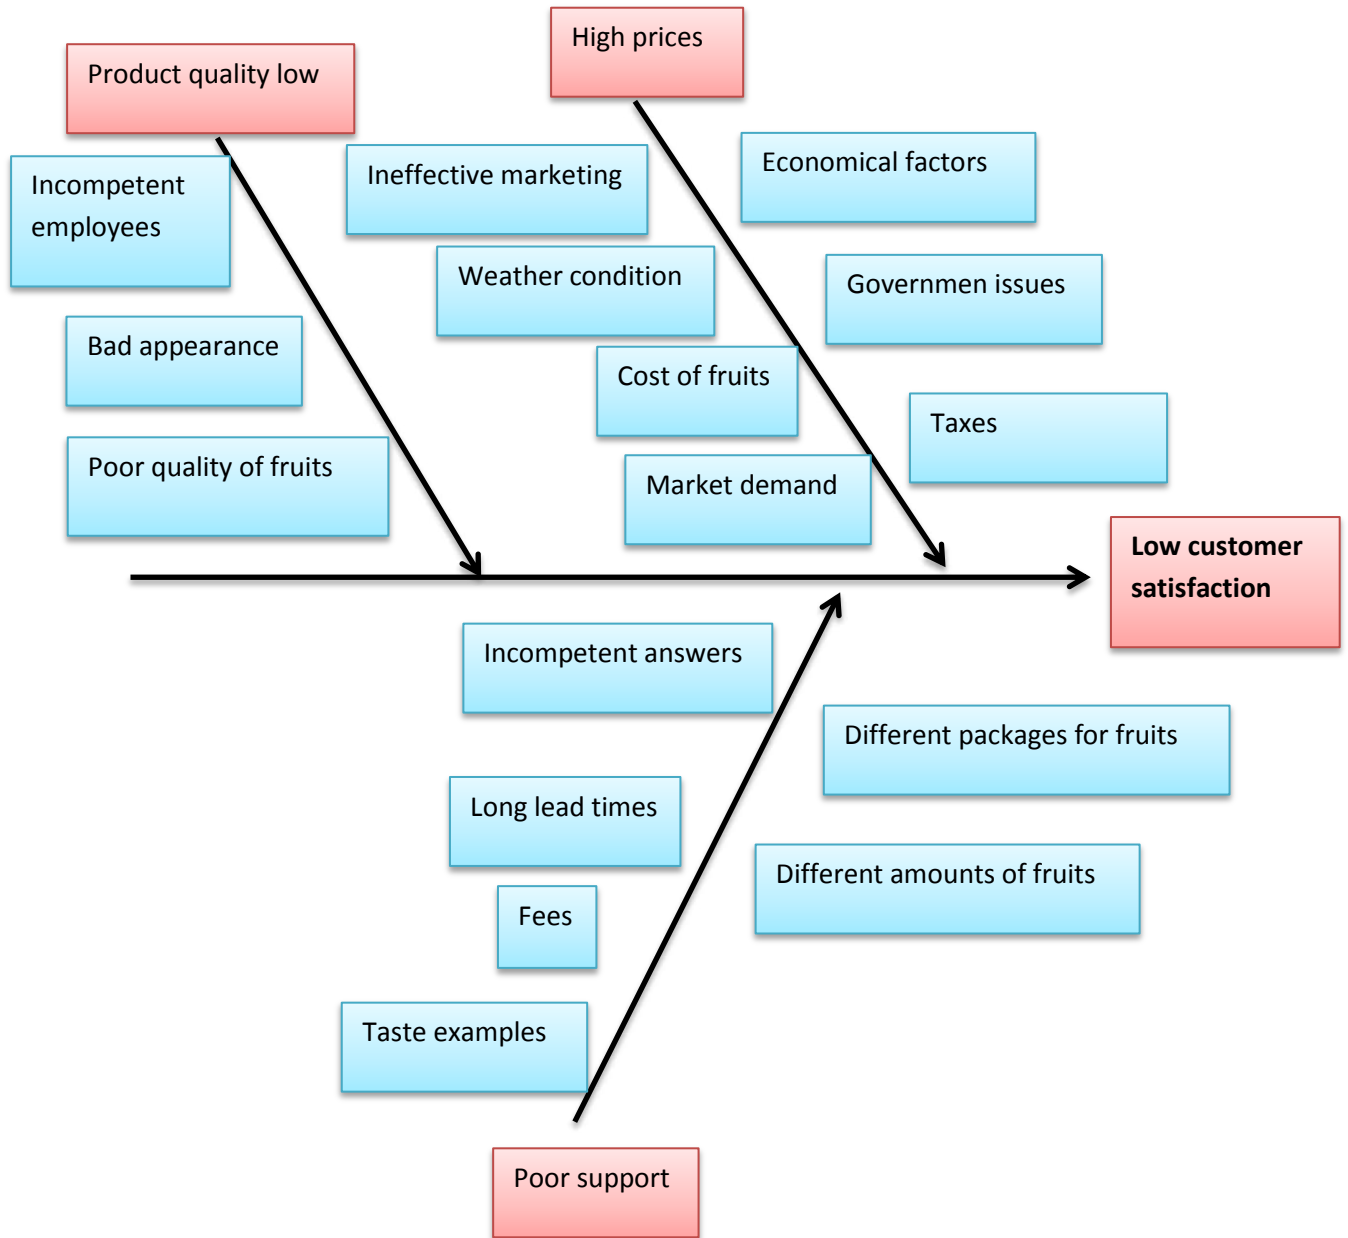 High prices
Product quality low
Ineffective marketing
Economical factors
Incompetent
employees
Weather condition
Governmen issues
Bad appearance
Cost of fruits
Taxes
Poor quality of fruits
Market demand
Low customer
satisfaction
Incompetent answers
Different packages for fruits
Long lead times
Different amounts of fruits
Fees
Taste examples
Poor support